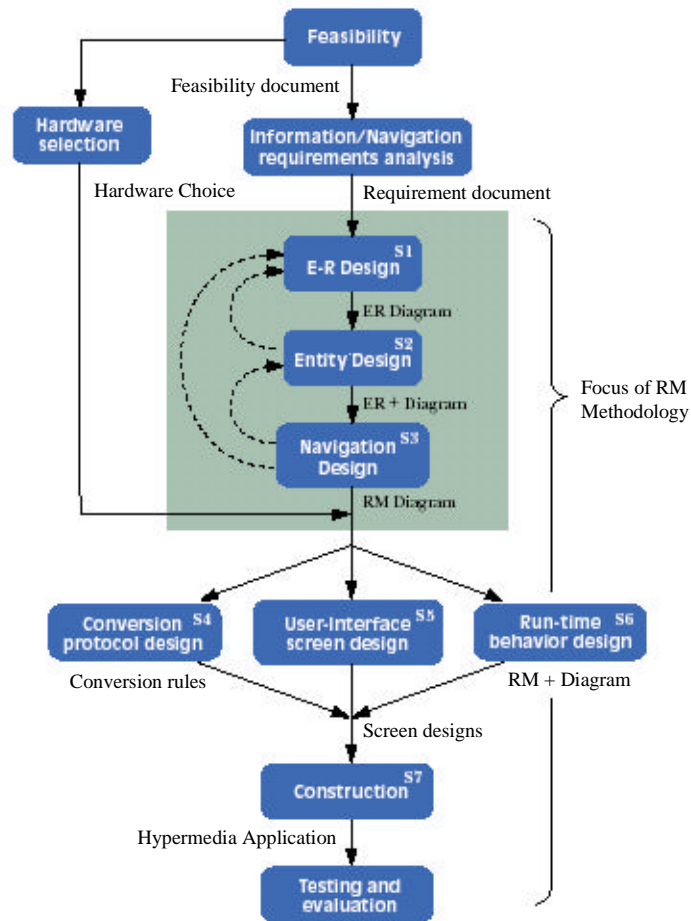 Feasibility
Feasibility document
Hardware
selection
Information/Navigation
requirements analysis
Hardware Choice
Requirement document
S1
E-R Design
ER Diagram
S2
Entity Design
ER + Diagram
Focus of RM
Methodology
S3
Navigation
Design
RM Diagram
S4
Conversion
protocol design
S5
User-interface
screen design
S6
Run-time
behavior design
Conversion rules
RM + Diagram
Screen designs
S7
Construction
Hypermedia Application
Testing and
evaluation